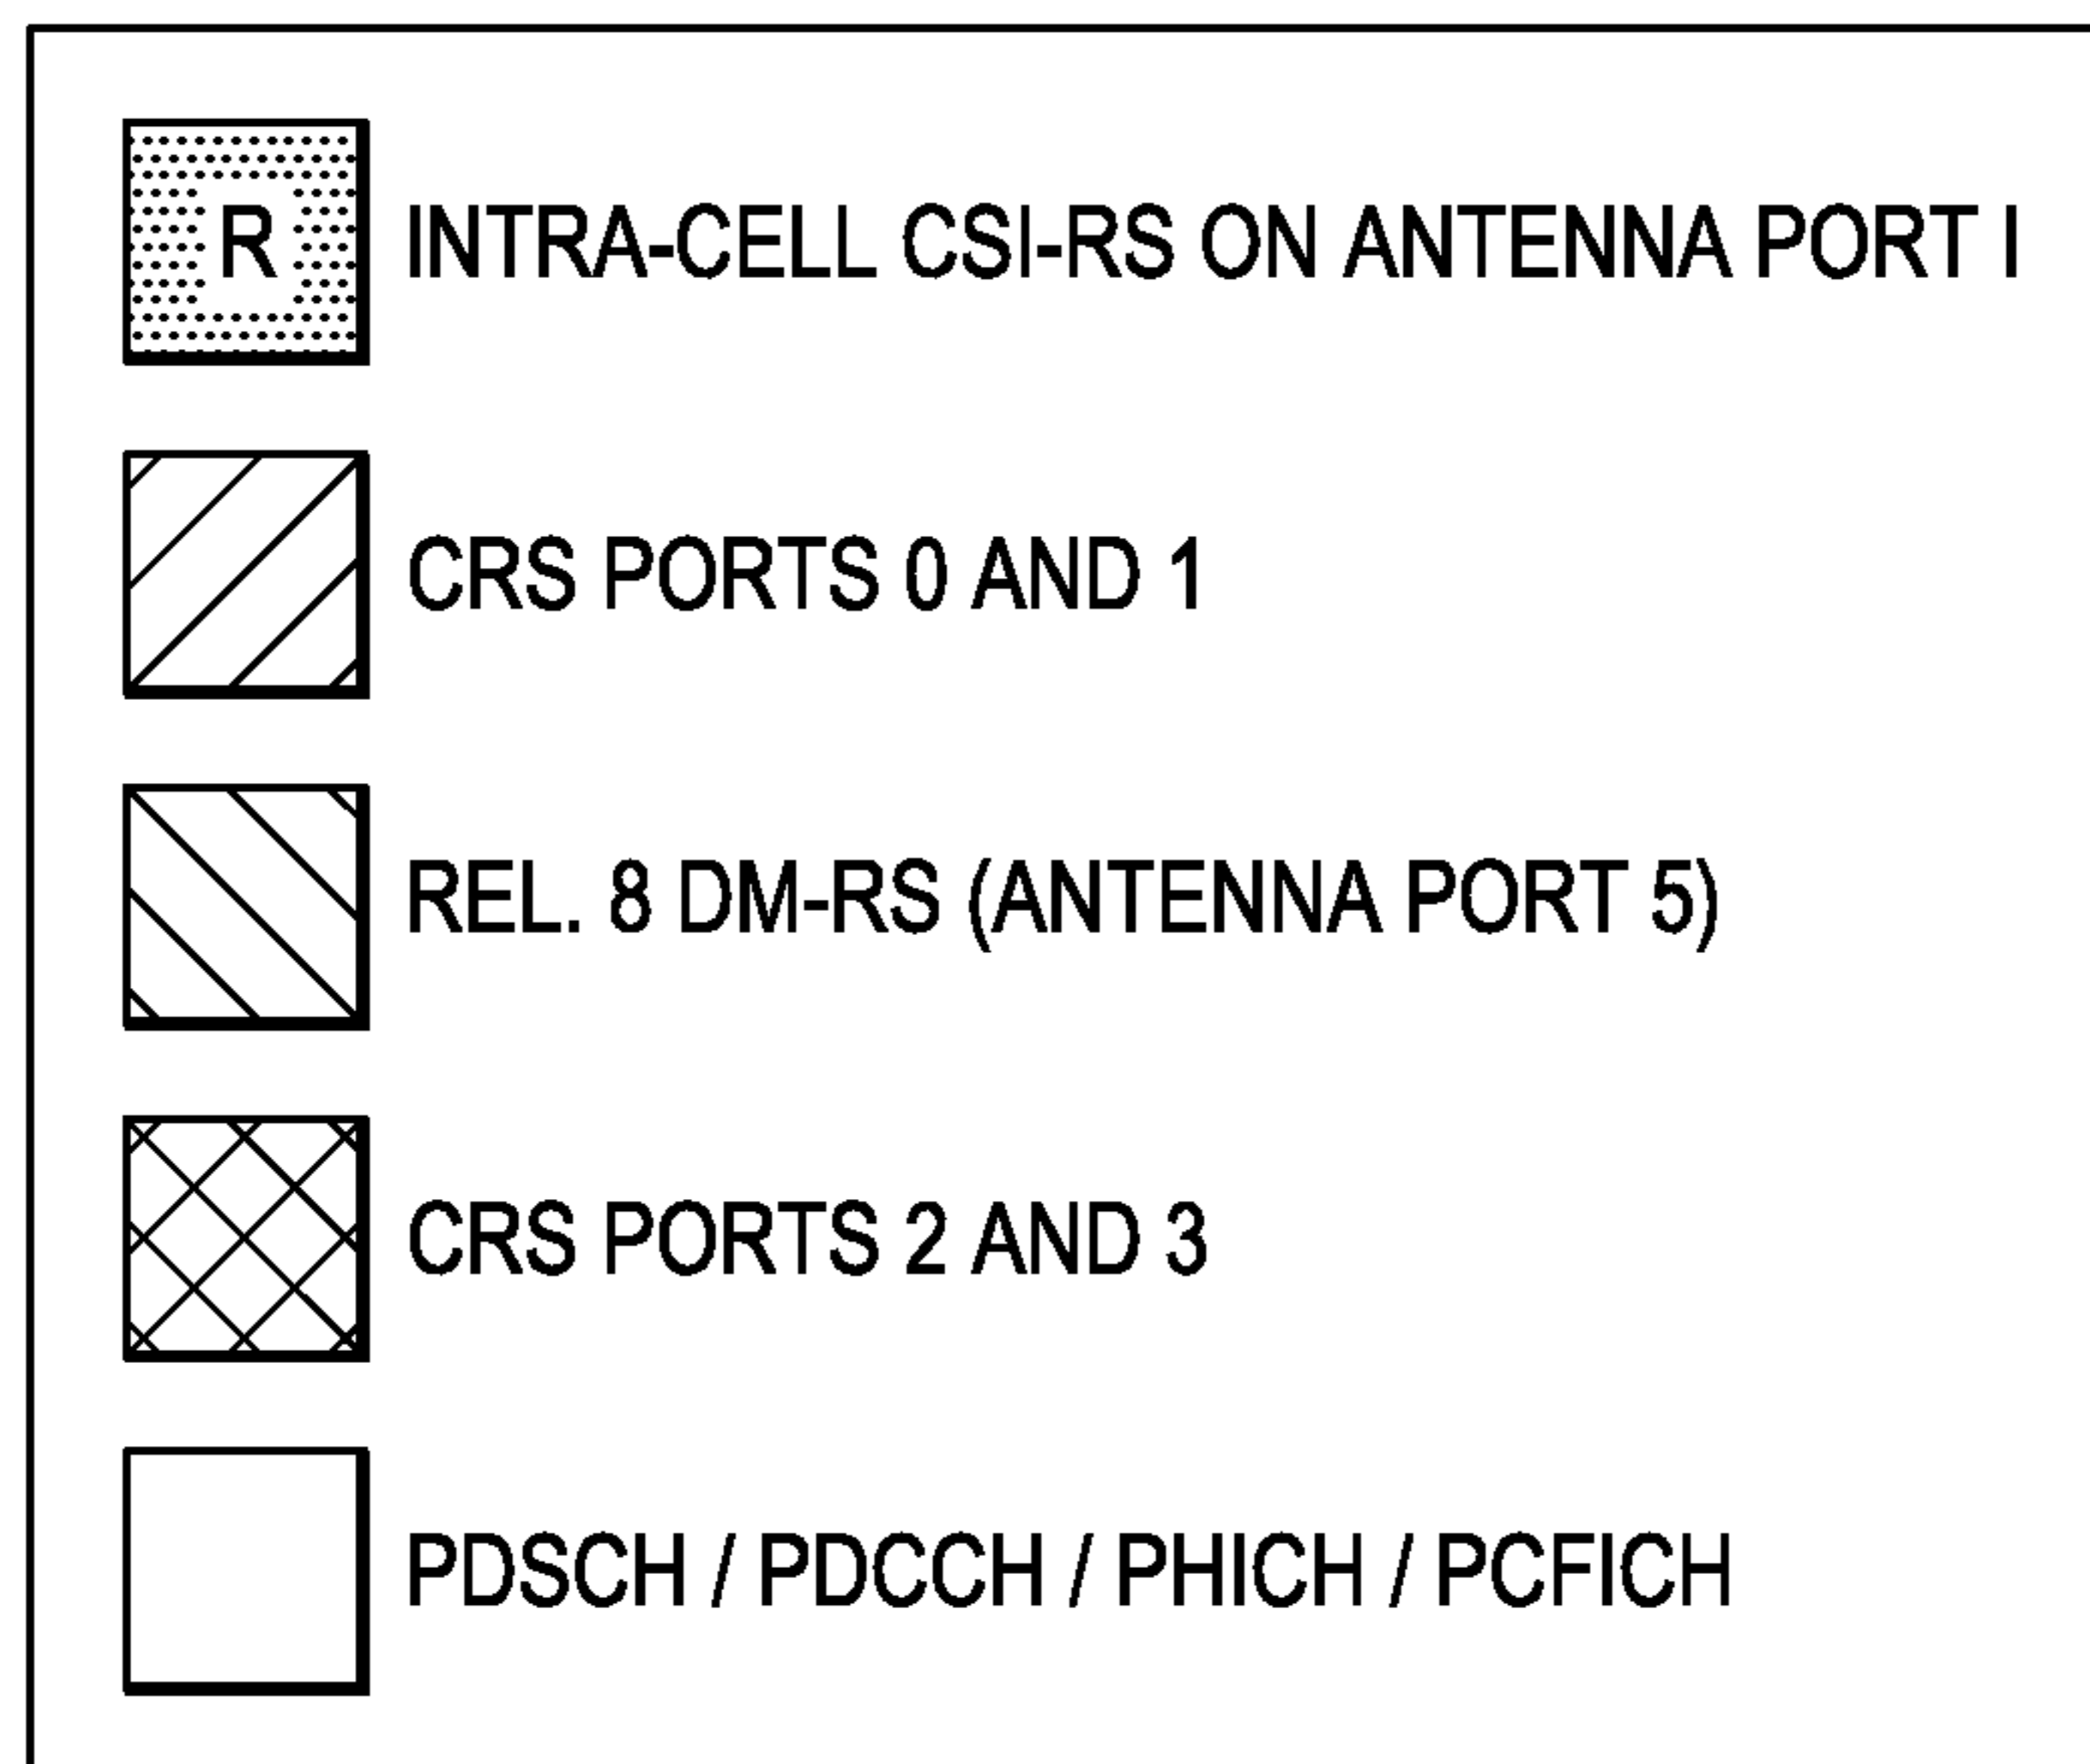 R INTRA-CELL CSI-RS ON ANTENNA PORT I
CRS PORTS 0 AND 1
REL. 8 DM-RS (ANTENNA PORT 5)
CRS PORTS 2 AND 3
PDSCH / PDCCH / PHICH / PCFICH